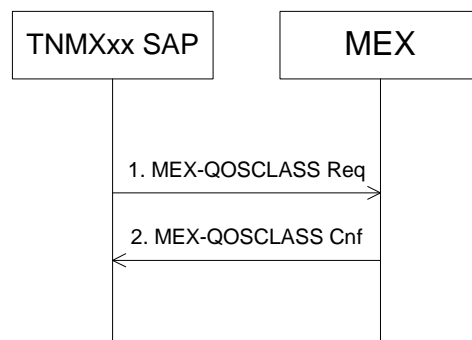 TNMXxx SAP
MEX
1. MEX-QOSCLASS Req
2. MEX-QOSCLASS Cnf